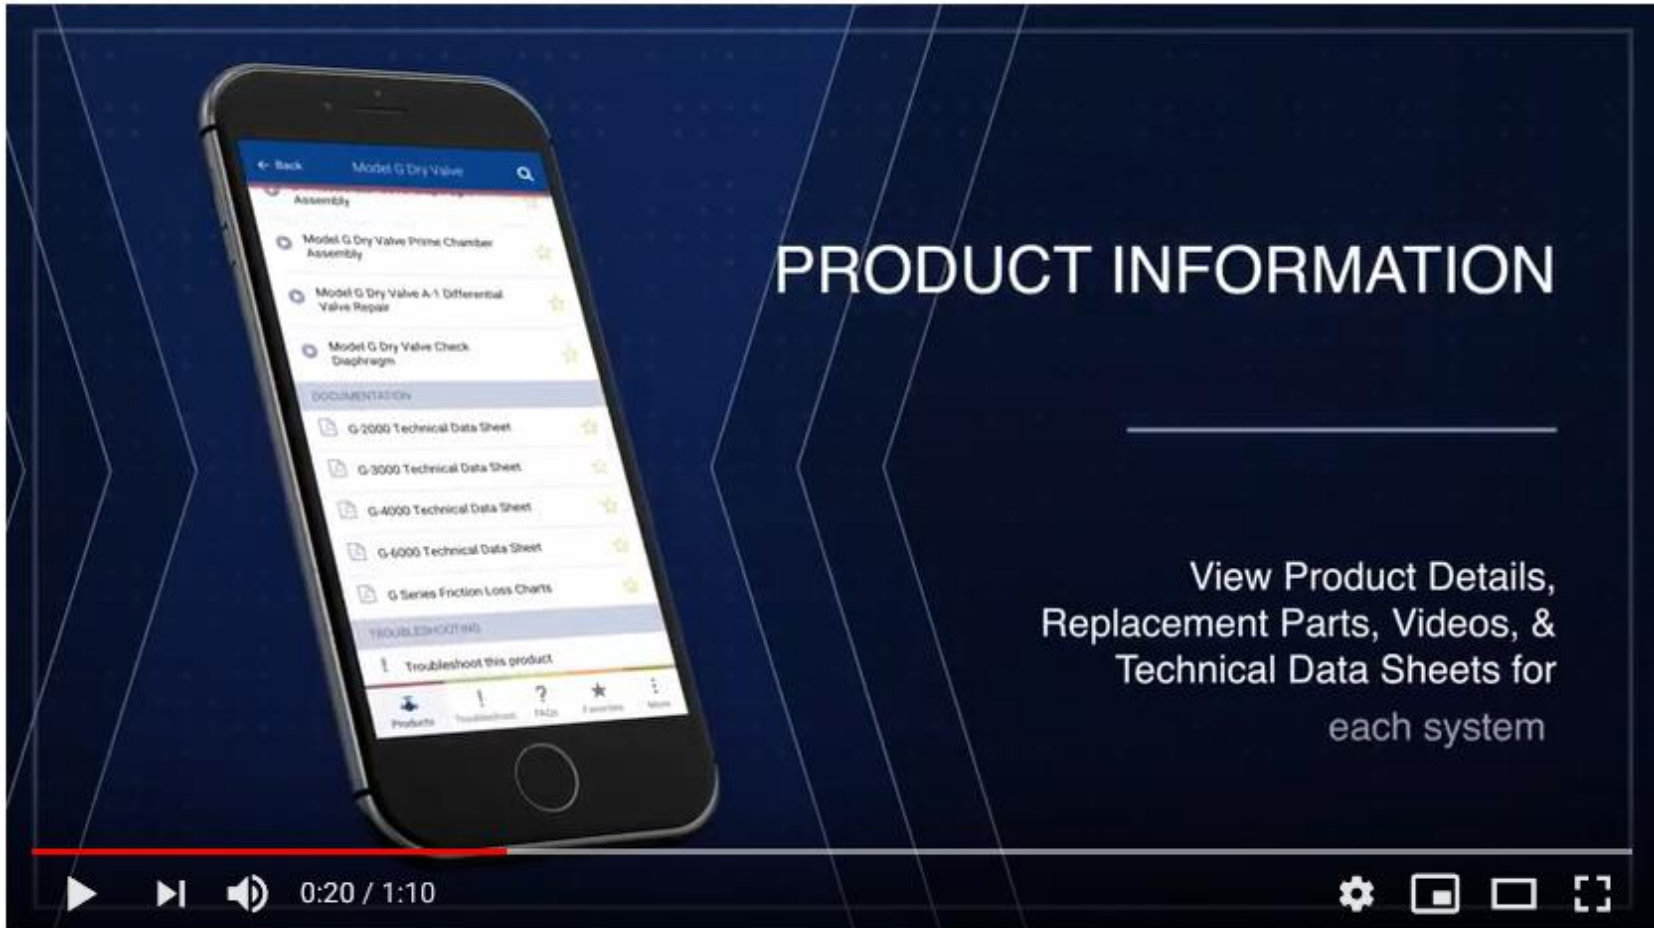 ← Back Model G Dry Valve
Assembly
Model G Dry Valve Prime Chamber
Assembly
Model G Dry Valve A-1 Differential
Valve Repair
Model G Dry Valve Check
Diaphragm
DOCUMENTATION
G-2000 Technical Data Sheet
G-3000 Technical Data Sheet
G-4000 Technical Data Sheet
G-6000 Technical Data Sheet
G Series Friction Loss Charts
TROUBLESHOOTING
! Troubleshoot this product
Products Troubleshoot FAQs Favorites More
PRODUCT INFORMATION
View Product Details,
Replacement Parts, Videos, &
Technical Data Sheets for
each system
0:20 / 1:10